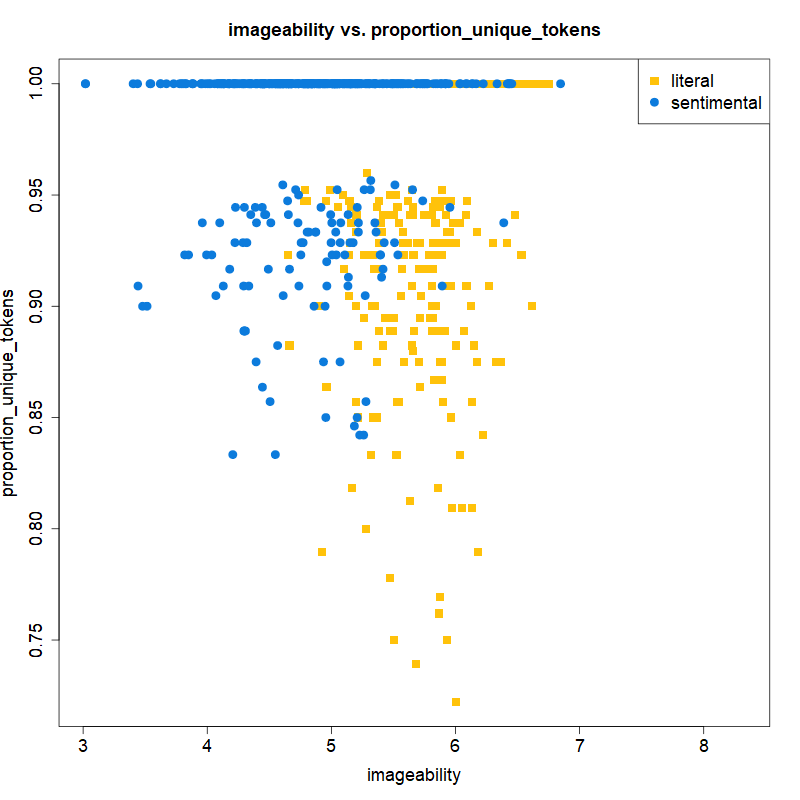 imageability vs. proportion_unique_tokens
literal
sentimental
proportion_unique_tokens
1.00
0.95
0.90
0.85
0.80
0.75
3 4 5 6 7 8
imageability